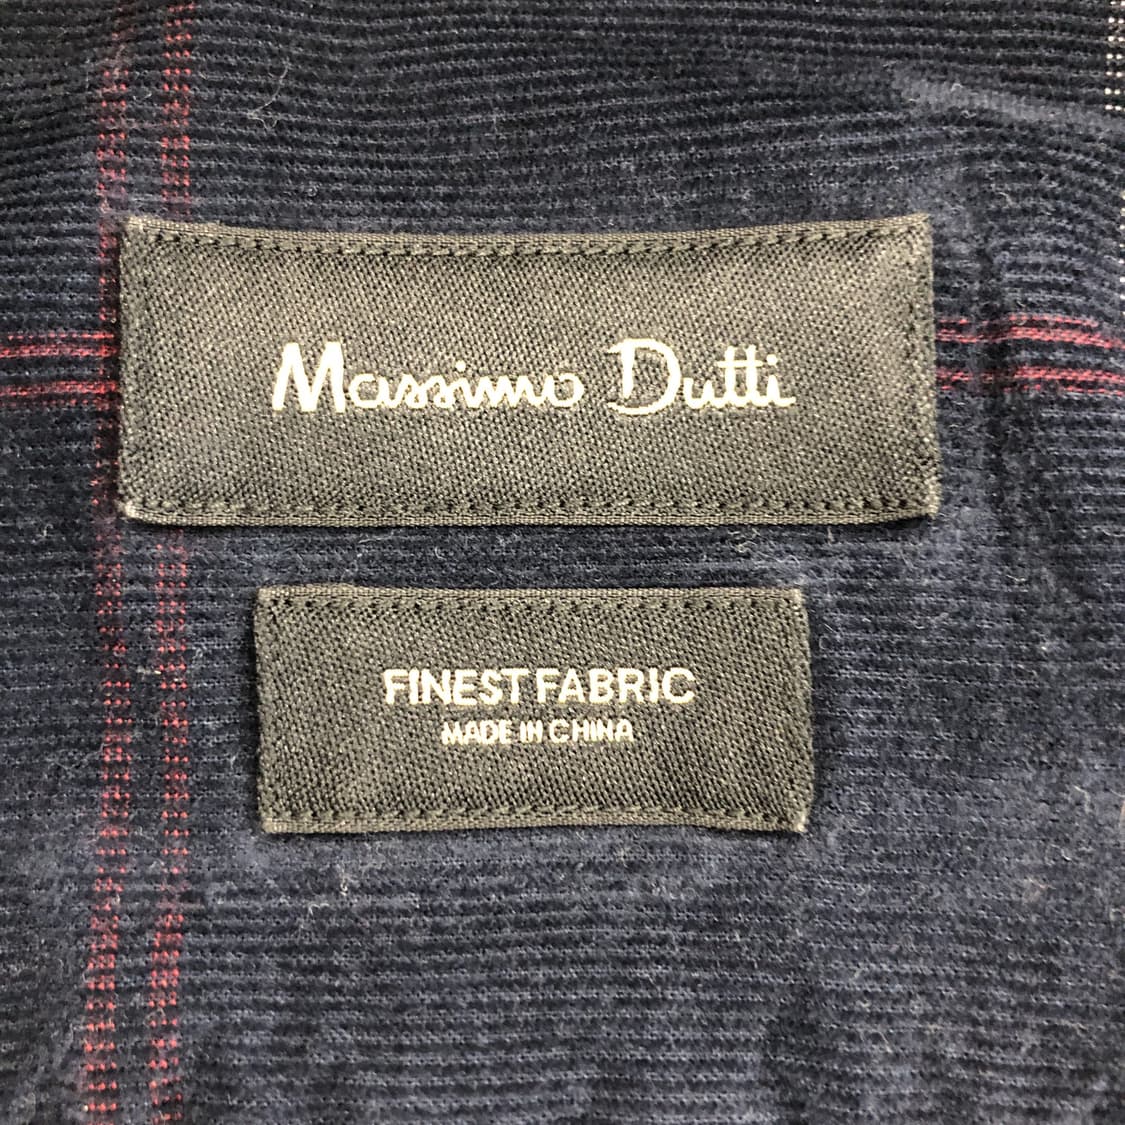 Massimo Dutti
FINEST FABRIC
MADE IN CHINA